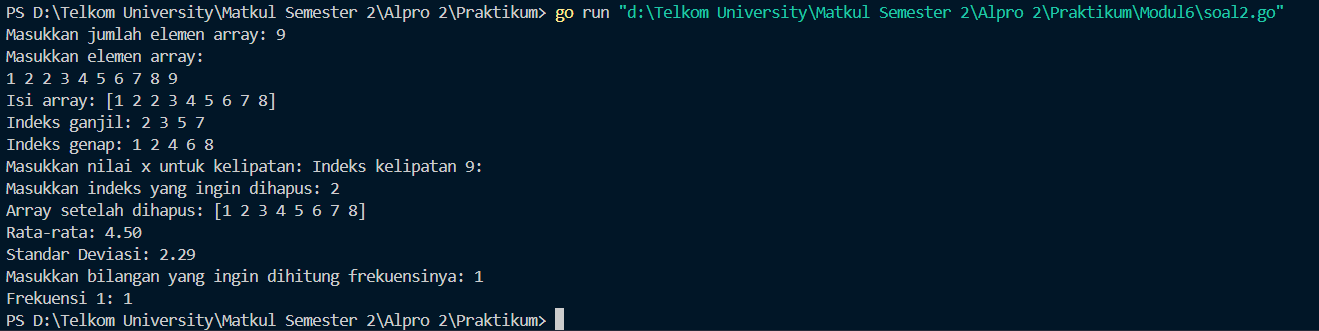 PS D:\Telkom University\Matkul Semester 2\Alpro 2\Praktikum> go run "d:\Telkom University\Matkul Semester 2\Alpro 2\Praktikum\Modul6\soal2.go"
Masukkan jumlah elemen array: 9
Masukkan elemen array:
1 2 2 3 4 5 6 7 8 9
Isi array: [1 2 2 3 4 5 6 7 8]
Indeks ganjil: 2 3 5 7
Indeks genap: 1 2 4 6 8
Masukkan nilai x untuk kelipatan: Indeks kelipatan 9:
Masukkan indeks yang ingin dihapus: 2
Array setelah dihapus: [1 2 3 4 5 6 7 8]
Rata-rata: 4.50
Standar Deviasi: 2.29
Masukkan bilangan yang ingin dihitung frekuensinya: 1
Frekuensi 1: 1
PS D:\Telkom University\Matkul Semester 2\Alpro 2\Praktikum>